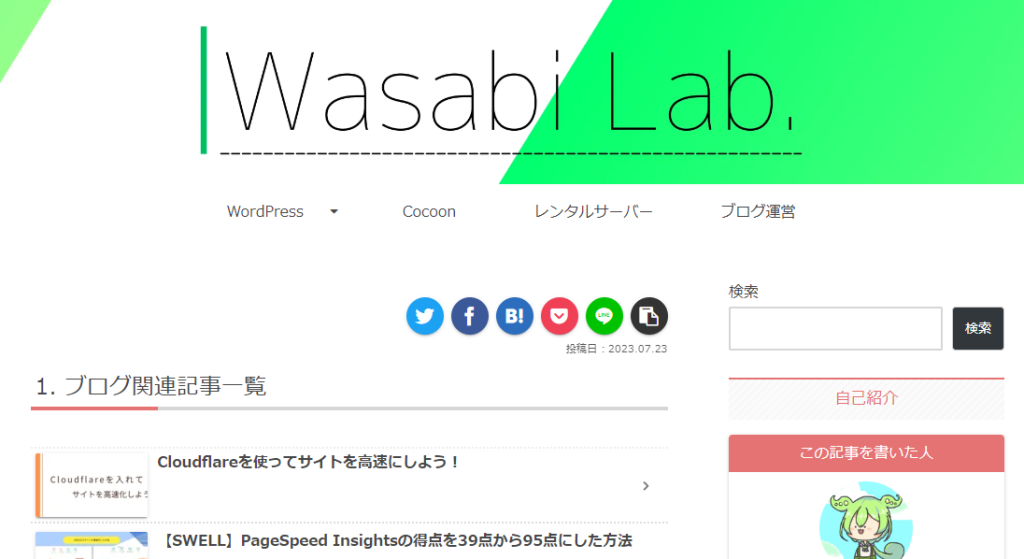 Wasabi Lab.
WordPress
Cocoon
レンタルサーバー
ブログ運営
B!
LINE
投稿日：2023.07.23
1. ブログ関連記事一覧
Cloudflareを入れて
サイトを高速化しよう
Cloudflareを使ってサイトを高速にしよう！
【SWELL】PageSpeed Insightsの得点を39点から95点にした方法
検索
検索
自己紹介
この記事を書いた人